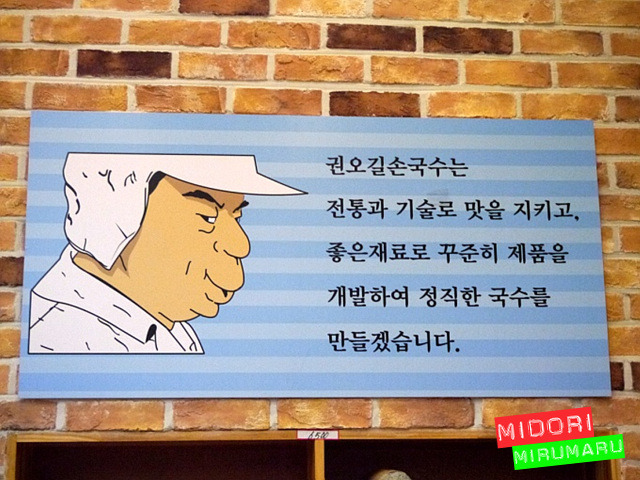 권오길손국수는
전통과 기술로 맛을 지키고,
좋은재료로 꾸준히 제품을
개발하여 정직한 국수를
만들겠습니다.
MIDORI
MIRUMARU